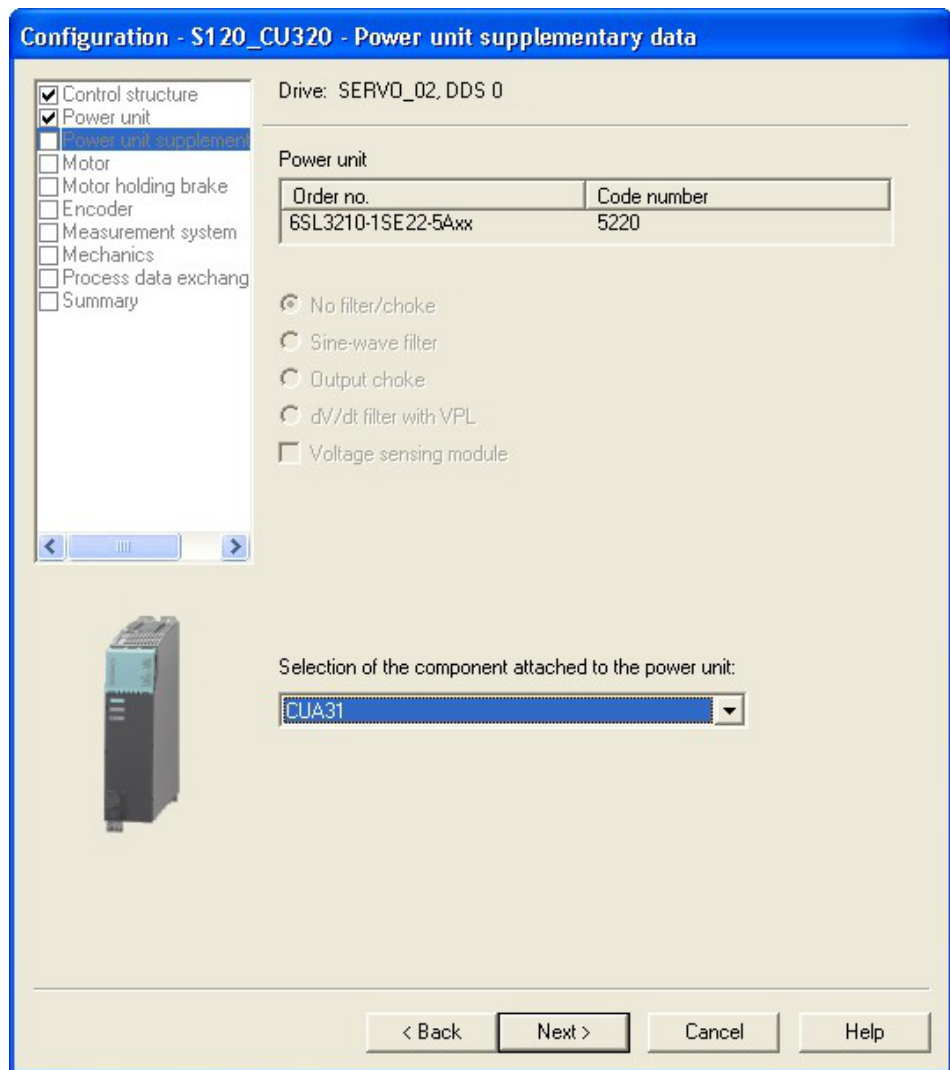 Configuration - S120_CU320 - Power unit supplementary data
Control structure
Power unit
Power unit supplement
Motor
Motor holding brake
Encoder
Measurement system
Mechanics
Process data exchang
Summary
Drive: SERVO_02, DDS 0
Power unit
Order no. Code number
6SL3210-1SE22-5Axx 5220
No filter/choke
Sine-wave filter
Output choke
dV/dt filter with VPL
Voltage sensing module
Selection of the component attached to the power unit:
CUA31
< Back Next > Cancel Help